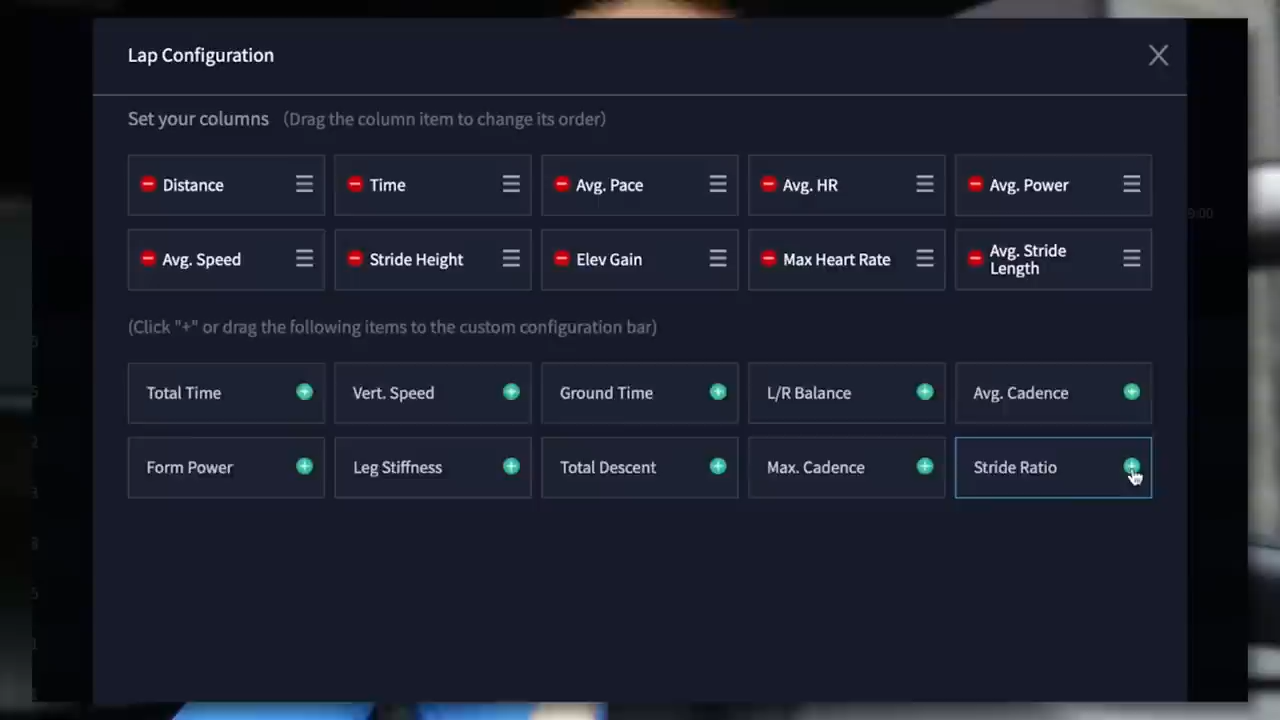 Lap Configuration
Set your columns (Drag the column item to change its order)
Distance
Time
Avg. Pace
Avg. HR
Avg. Power
Avg. Speed
Stride Height
Elev Gain
Max Heart Rate
Avg. Stride
Length
(Click "+" or drag the following items to the custom configuration bar)
Total Time
Vert. Speed
Ground Time
L/R Balance
Avg. Cadence
Form Power
Leg Stiffness
Total Descent
Max. Cadence
Stride Ratio